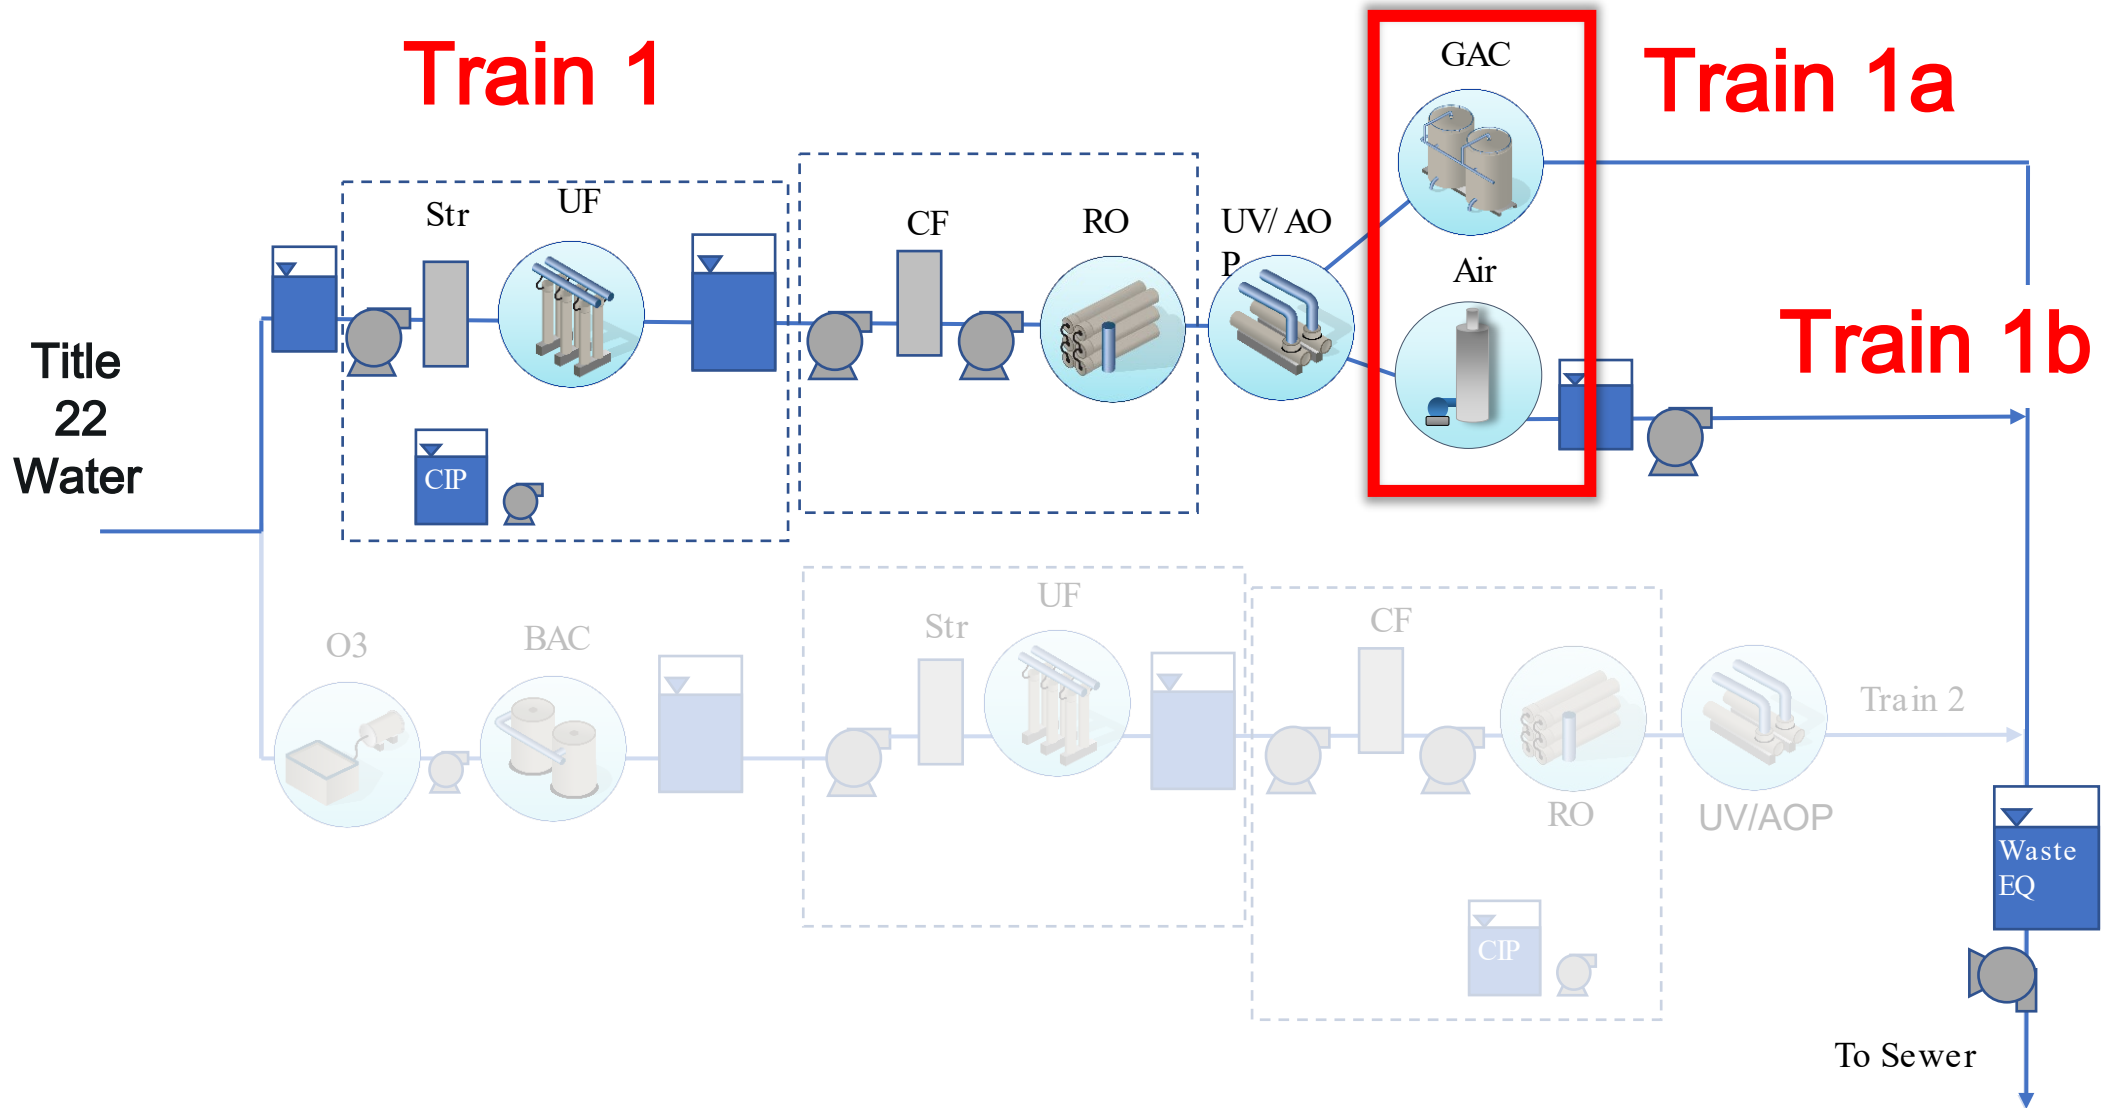 Train 1
GAC
Train 1a
UF
Str
CF
RO
UV/ AO
P
Air
Train 1b
Title
22
Water
CIP
UF
Str
CF
O3
BAC
Train 2
RO
UV/AOP
Waste
EQ
CIP
To Sewer